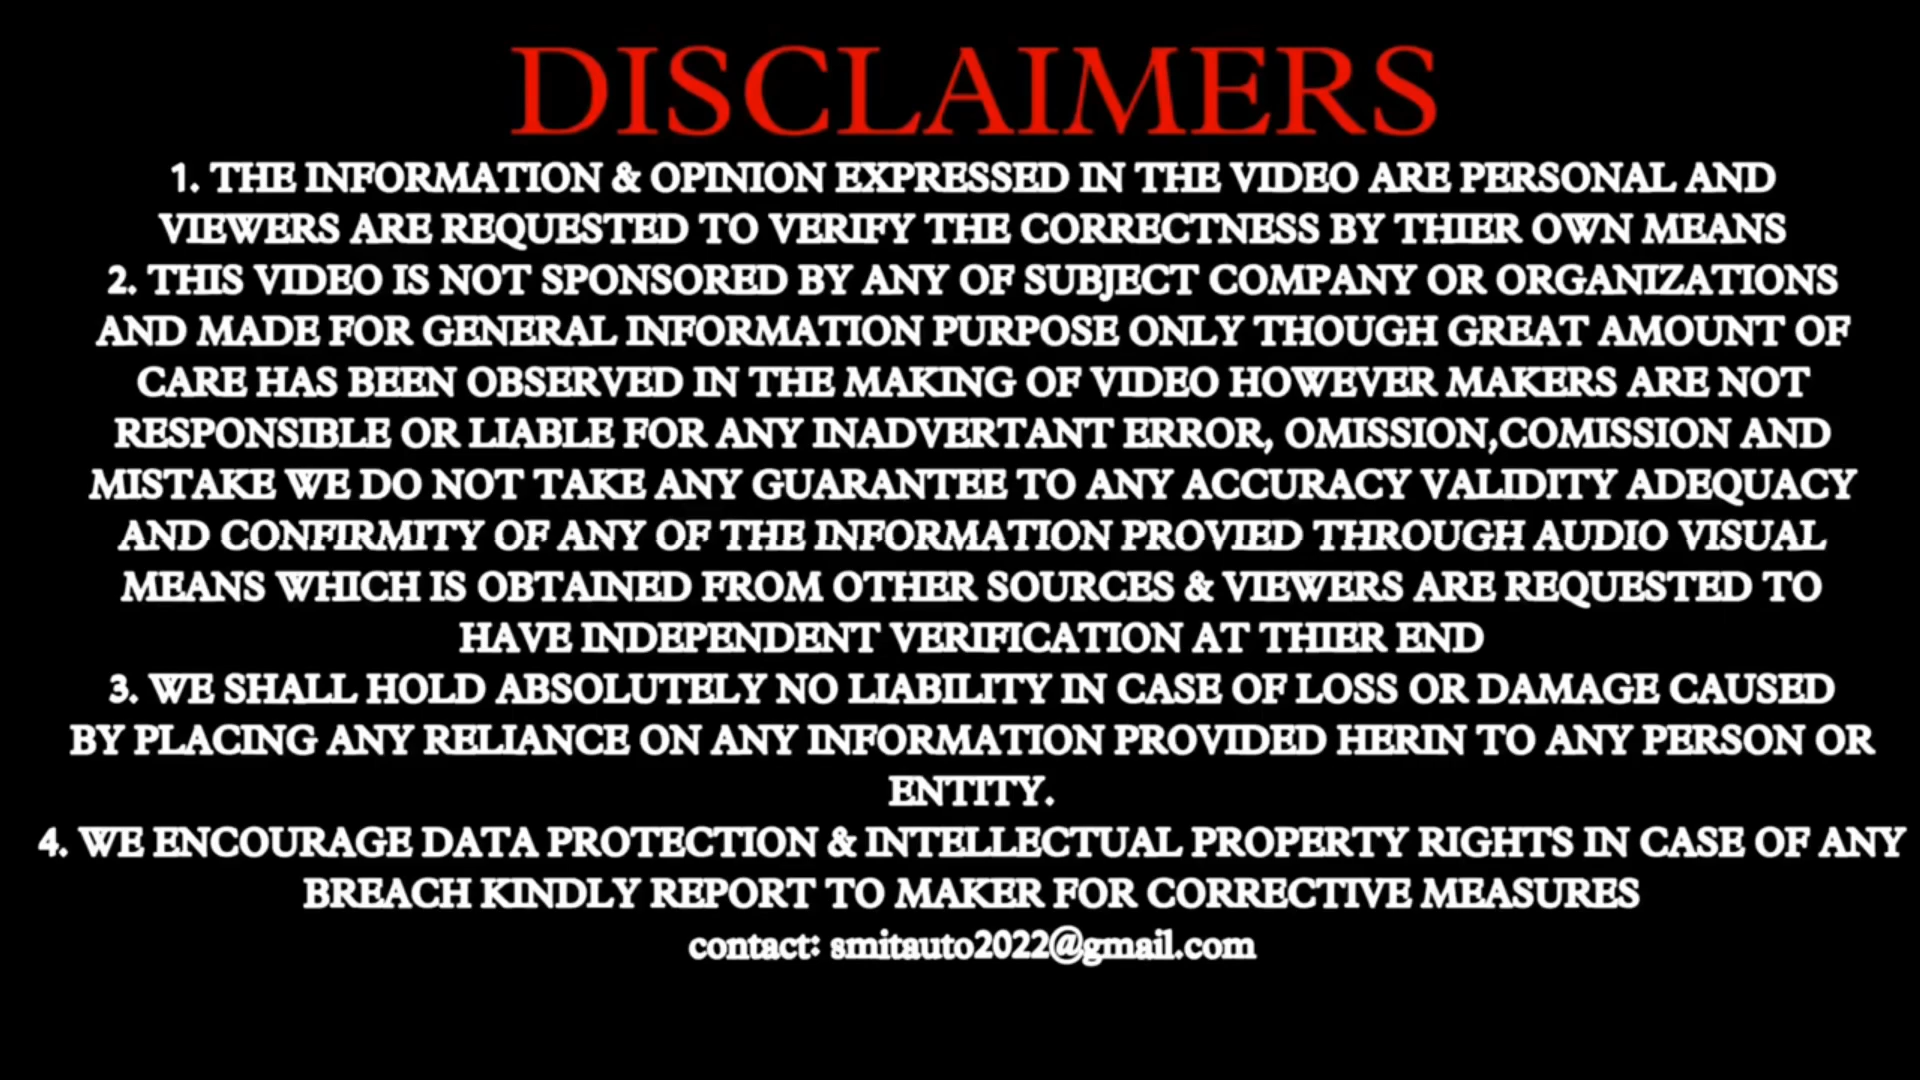 DISCLAIMERS
1. THE INFORMATION & OPINION EXPRESSED IN THE VIDEO ARE PERSONAL AND
VIEWERS ARE REQUESTED TO VERIFY THE CORRECTNESS BY THIER OWN MEANS
2. THIS VIDEO IS NOT SPONSORED BY ANY OF SUBJECT COMPANY OR ORGANIZATIONS
AND MADE FOR GENERAL INFORMATION PURPOSE ONLY THOUGH GREAT AMOUNT OF
CARE HAS BEEN OBSERVED IN THE MAKING OF VIDEO HOWEVER MAKERS ARE NOT
RESPONSIBLE OR LIABLE FOR ANY INADVERTANT ERROR, OMISSION,COMISSION AND
MISTAKE WE DO NOT TAKE ANY GUARANTEE TO ANY ACCURACY VALIDITY ADEQUACY
AND CONFIRMITY OF ANY OF THE INFORMATION PROVIED THROUGH AUDIO VISUAL
MEANS WHICH IS OBTAINED FROM OTHER SOURCES & VIEWERS ARE REQUESTED TO
HAVE INDEPENDENT VERIFICATION AT THIER END
3. WE SHALL HOLD ABSOLUTELY NO LIABILITY IN CASE OF LOSS OR DAMAGE CAUSED
BY PLACING ANY RELIANCE ON ANY INFORMATION PROVIDED HERIN TO ANY PERSON OR
ENTITY.
4. WE ENCOURAGE DATA PROTECTION & INTELLECTUAL PROPERTY RIGHTS IN CASE OF ANY
BREACH KINDLY REPORT TO MAKER FOR CORRECTIVE MEASURES
contact: smitauto2022@gmail.com